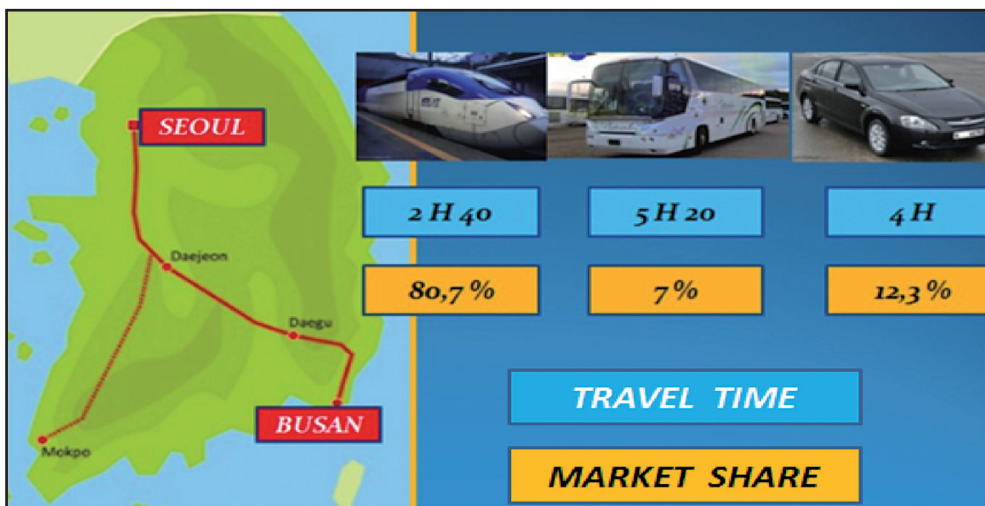 SEOUL
Daejeon
Daegu
BUSAN
Mokpo
2 H 40
5 H 20
4 H
80,7 %
7 %
12,3 %
TRAVEL TIME
MARKET SHARE